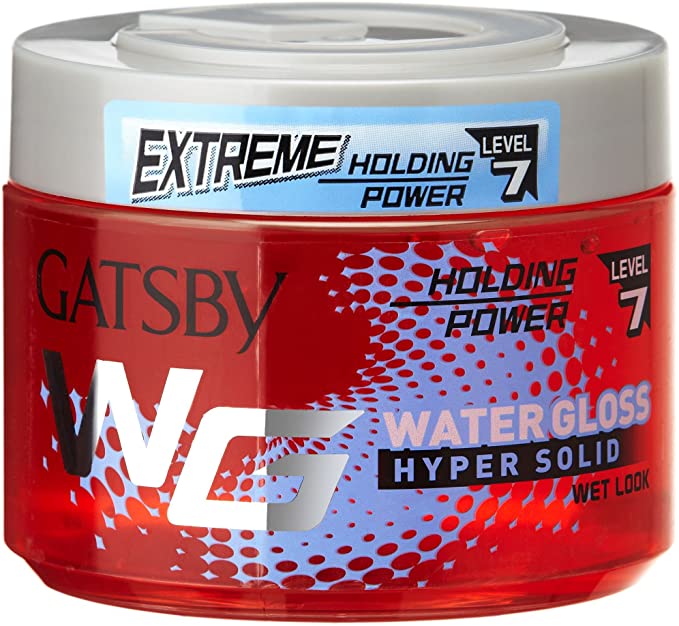 EXTREME HOLDING POWER LEVEL 7
GATSBY
HOLDING POWER LEVEL 7
WG
WATER GLOSS
HYPER SOLID
WET LOOK